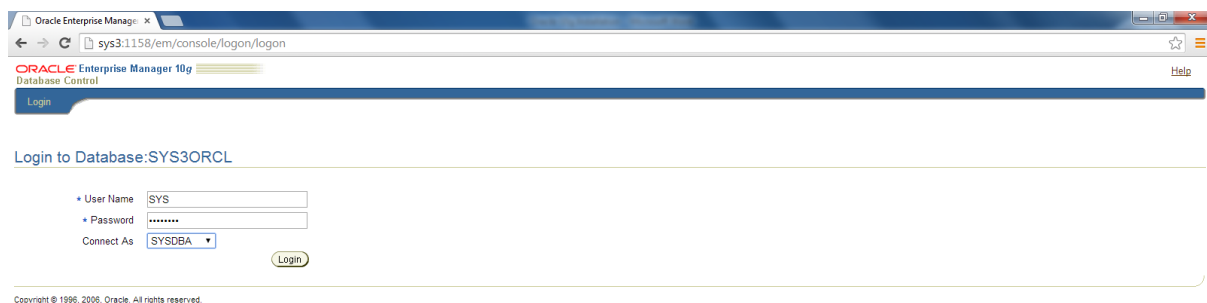 Oracle Enterprise Manage
sys3:1158/em/console/logon/logon
ORACLE Enterprise Manager 10g
Database Control
Help
Login
Login to Database:SYS3ORCL
* User Name SYS
* Password ••••••••
Connect As SYSDBA
Login
Copyright © 1996, 2006, Oracle. All rights reserved.